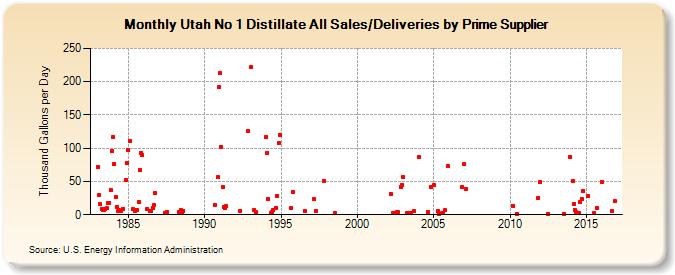 Monthly Utah No 1 Distillate All Sales/Deliveries by Prime Supplier
Thousand Gallons per Day
250
200
150
100
50
0
1985 1990 1995 2000 2005 2010 2015
Source: U.S. Energy Information Administration